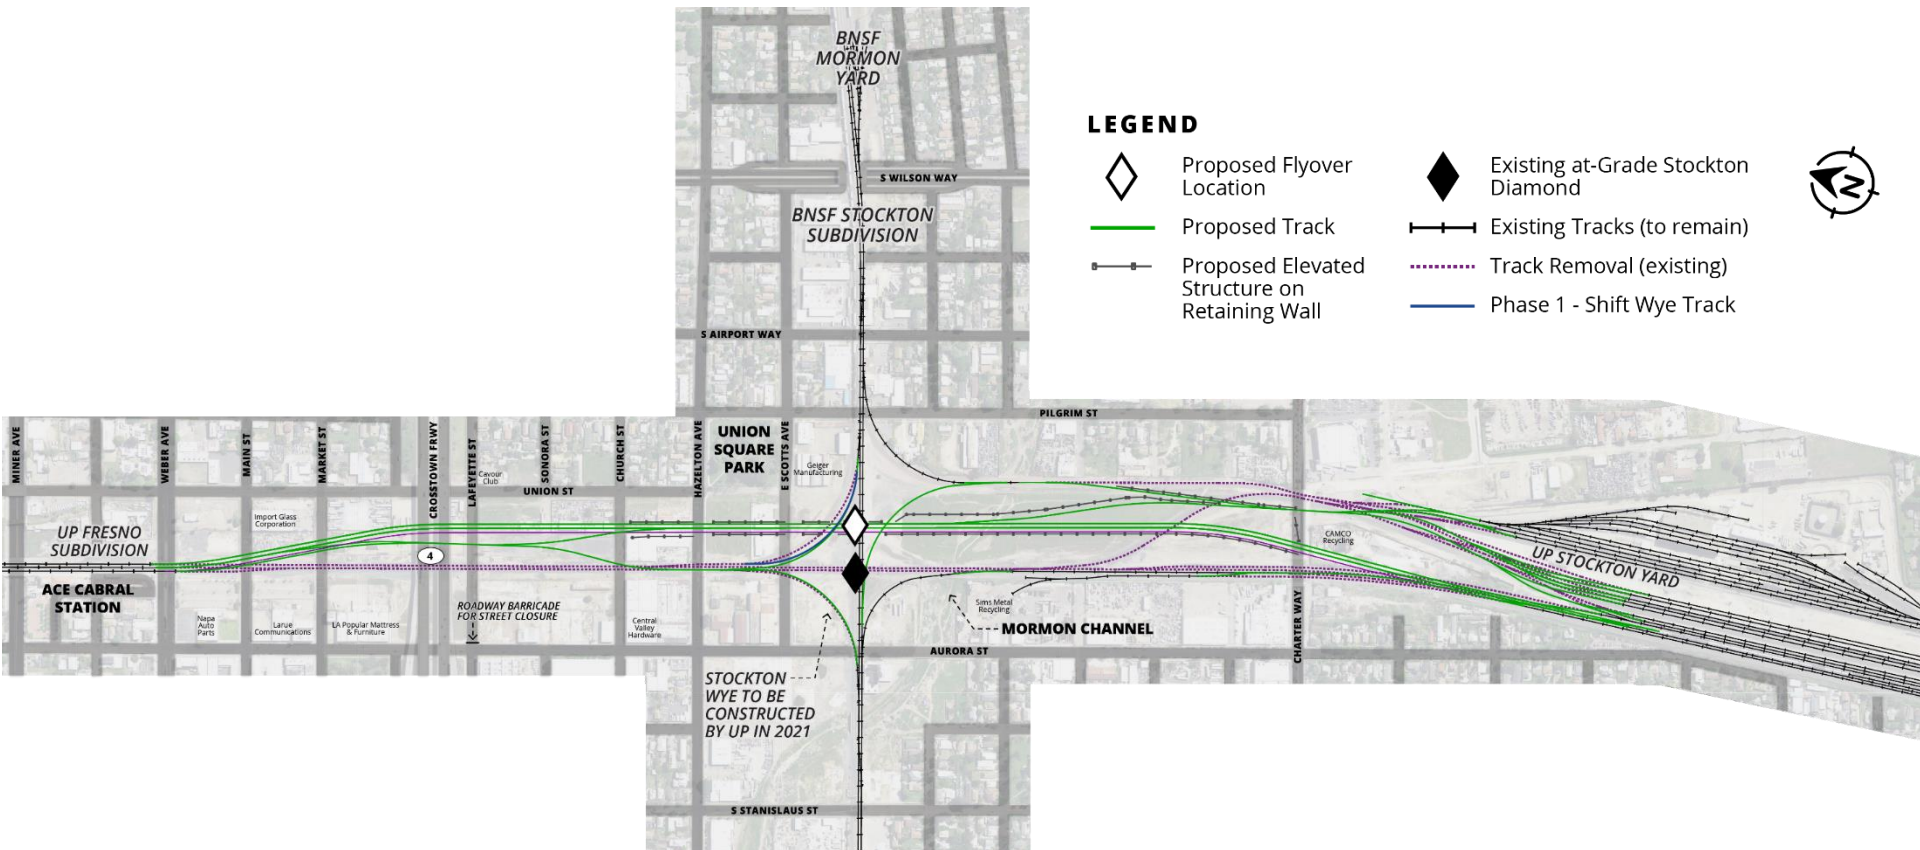 BNSF
MORMON
YARD
S WILSON WAY
BNSF STOCKTON
SUBDIVISION
S AIRPORT WAY
LEGEND
Proposed Flyover
Location
Proposed Track
Proposed Elevated
Structure on
Retaining Wall
Existing at-Grade Stockton
Diamond
Existing Tracks (to remain)
Track Removal (existing)
Phase 1 - Shift Wye Track
N
PILGRIM ST
MINER AVE
WEBER AVE
MAIN ST
MARKET ST
CROSSTOWN FRWY
LAFEYETTE ST
SONORA ST
CHURCH ST
HAZELTON AVE
UNION
SQUARE
PARK
E SCOTTS AVE
Geiger
Manufacturing
Cavour
Club
UNION ST
Import Glass
Corporation
UP FRESNO
SUBDIVISION
4
CAMCO
Recycling
UP STOCKTON YARD
ACE CABRAL
STATION
ROADWAY BARRICADE
FOR STREET CLOSURE
Napa
Auto
Parts
Larue
Communications
LA Popular Mattress
& Furniture
Central
Valley
Hardware
Sims Metal
Recycling
MORMON CHANNEL
CHARTER WAY
AURORA ST
STOCKTON
WYE TO BE
CONSTRUCTED
BY UP IN 2021
S STANISLAUS ST